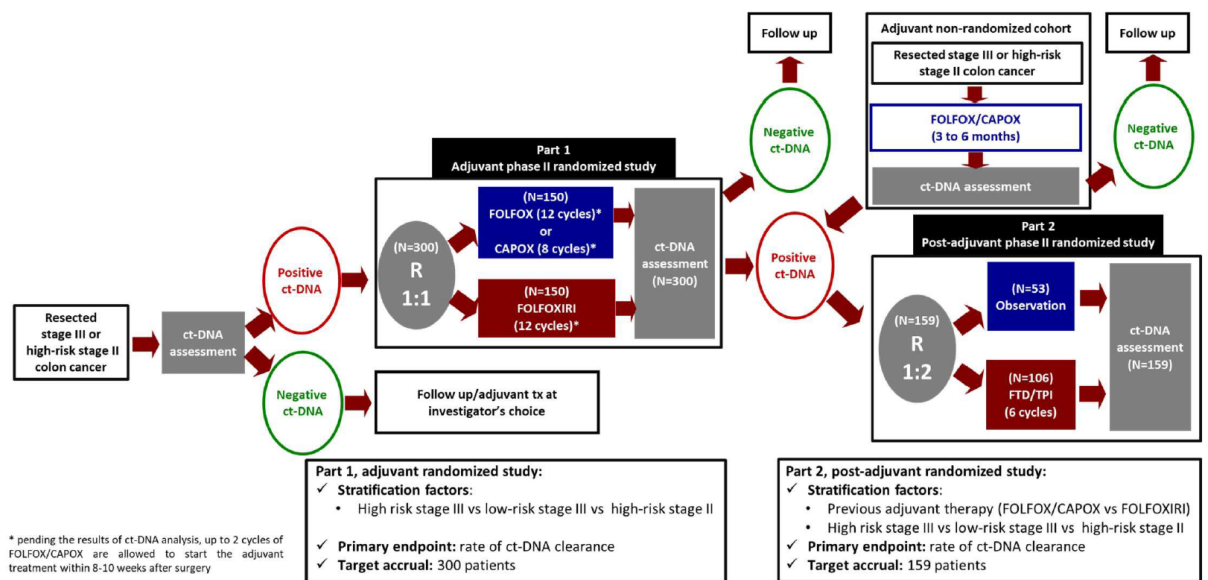 Resected
stage III or
high-risk stage II
colon cancer
ct-DNA
assessment
Positive
ct-DNA
Negative
ct-DNA
Follow up/adjuvant tx at
investigator's choice
Part 1
Adjuvant phase II randomized study
(N=300)
R
1:1
(N=150)
FOLFOX (12 cycles)*
or
CAPOX (8 cycles)*
(N=150)
FOLFOXIRI
(12 cycles)*
ct-DNA
assessment
(N=300)
Follow up
Negative
ct-DNA
Positive
ct-DNA
Adjuvant non-randomized cohort
Resected stage III or high-risk
stage II colon cancer
FOLFOX/CAPOX
(3 to 6 months)
ct-DNA assessment
Follow up
Negative
ct-DNA
Part 2
Post-adjuvant phase II randomized study
(N=159)
R
1:2
(N=53)
Observation
(N=106)
FTD/TPI
(6 cycles)
ct-DNA
assessment
(N=159)
Part 1, adjuvant randomized study:
✓ Stratification factors:
• High risk stage III vs low-risk stage III vs high-risk stage II
✓ Primary endpoint: rate of ct-DNA clearance
✓ Target accrual: 300 patients
Part 2, post-adjuvant randomized study:
✓ Stratification factors:
• Previous adjuvant therapy (FOLFOX/CAPOX vs FOLFOXIRI)
• High risk stage III vs low-risk stage III vs high-risk stage II
✓ Primary endpoint: rate of ct-DNA clearance
✓ Target accrual: 159 patients
* pending the results of ct-DNA analysis, up to 2 cycles of
FOLFOX/CAPOX are allowed to start the adjuvant
treatment within 8-10 weeks after surgery